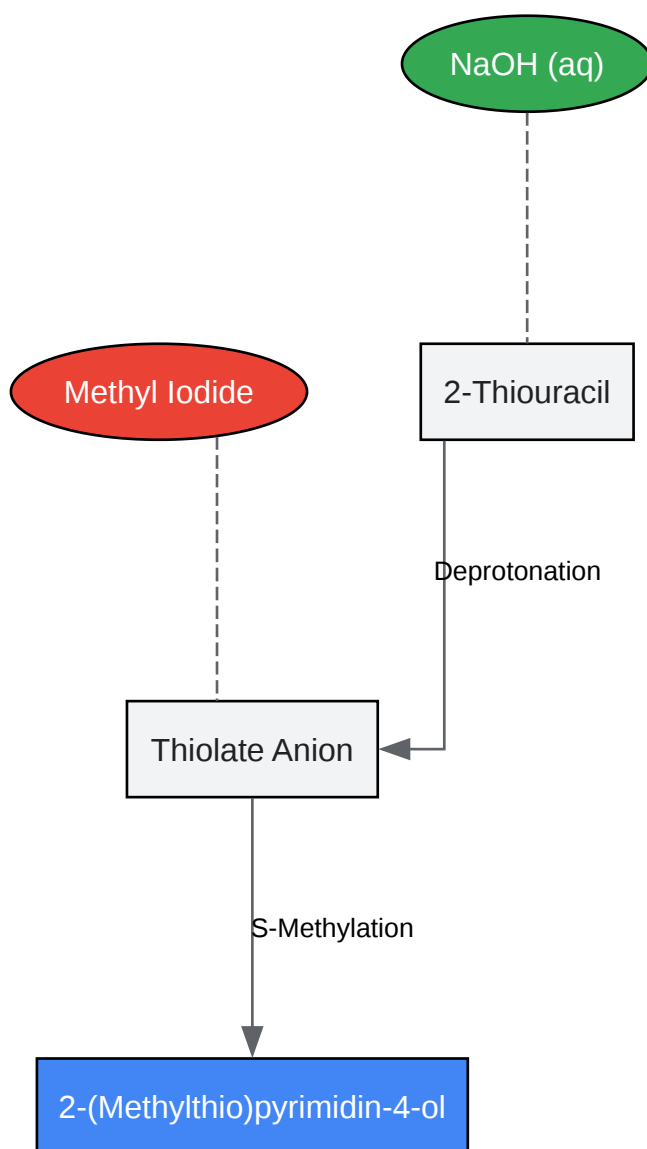 NaOH (aq)
Methyl Iodide
2-Thiouracil
Deprotonation
Thiolate Anion
S-Methylation
2-(Methylthio)pyrimidin-4-ol